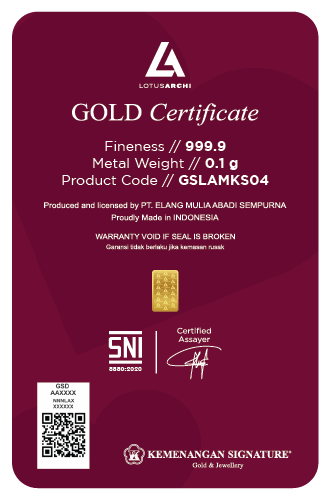 LOTUSARCHI
GOLD Certificate
Fineness // 999.9
Metal Weight // 0.1 g
Product Code // GSLAMKS04
Produced and licensed by PT. ELANG MULIA ABADI SEMPURNA
Proudly Made in INDONESIA
WARRANTY VOID IF SEAL IS BROKEN
Garansi tidak berlaku jika kemasan rusak
SNI
8880:2020
Certified
Assayer
GSD
AAXXXX
NNNLAX
XXXXXX
KEMENANGAN SIGNATURE®
Gold & Jewellery